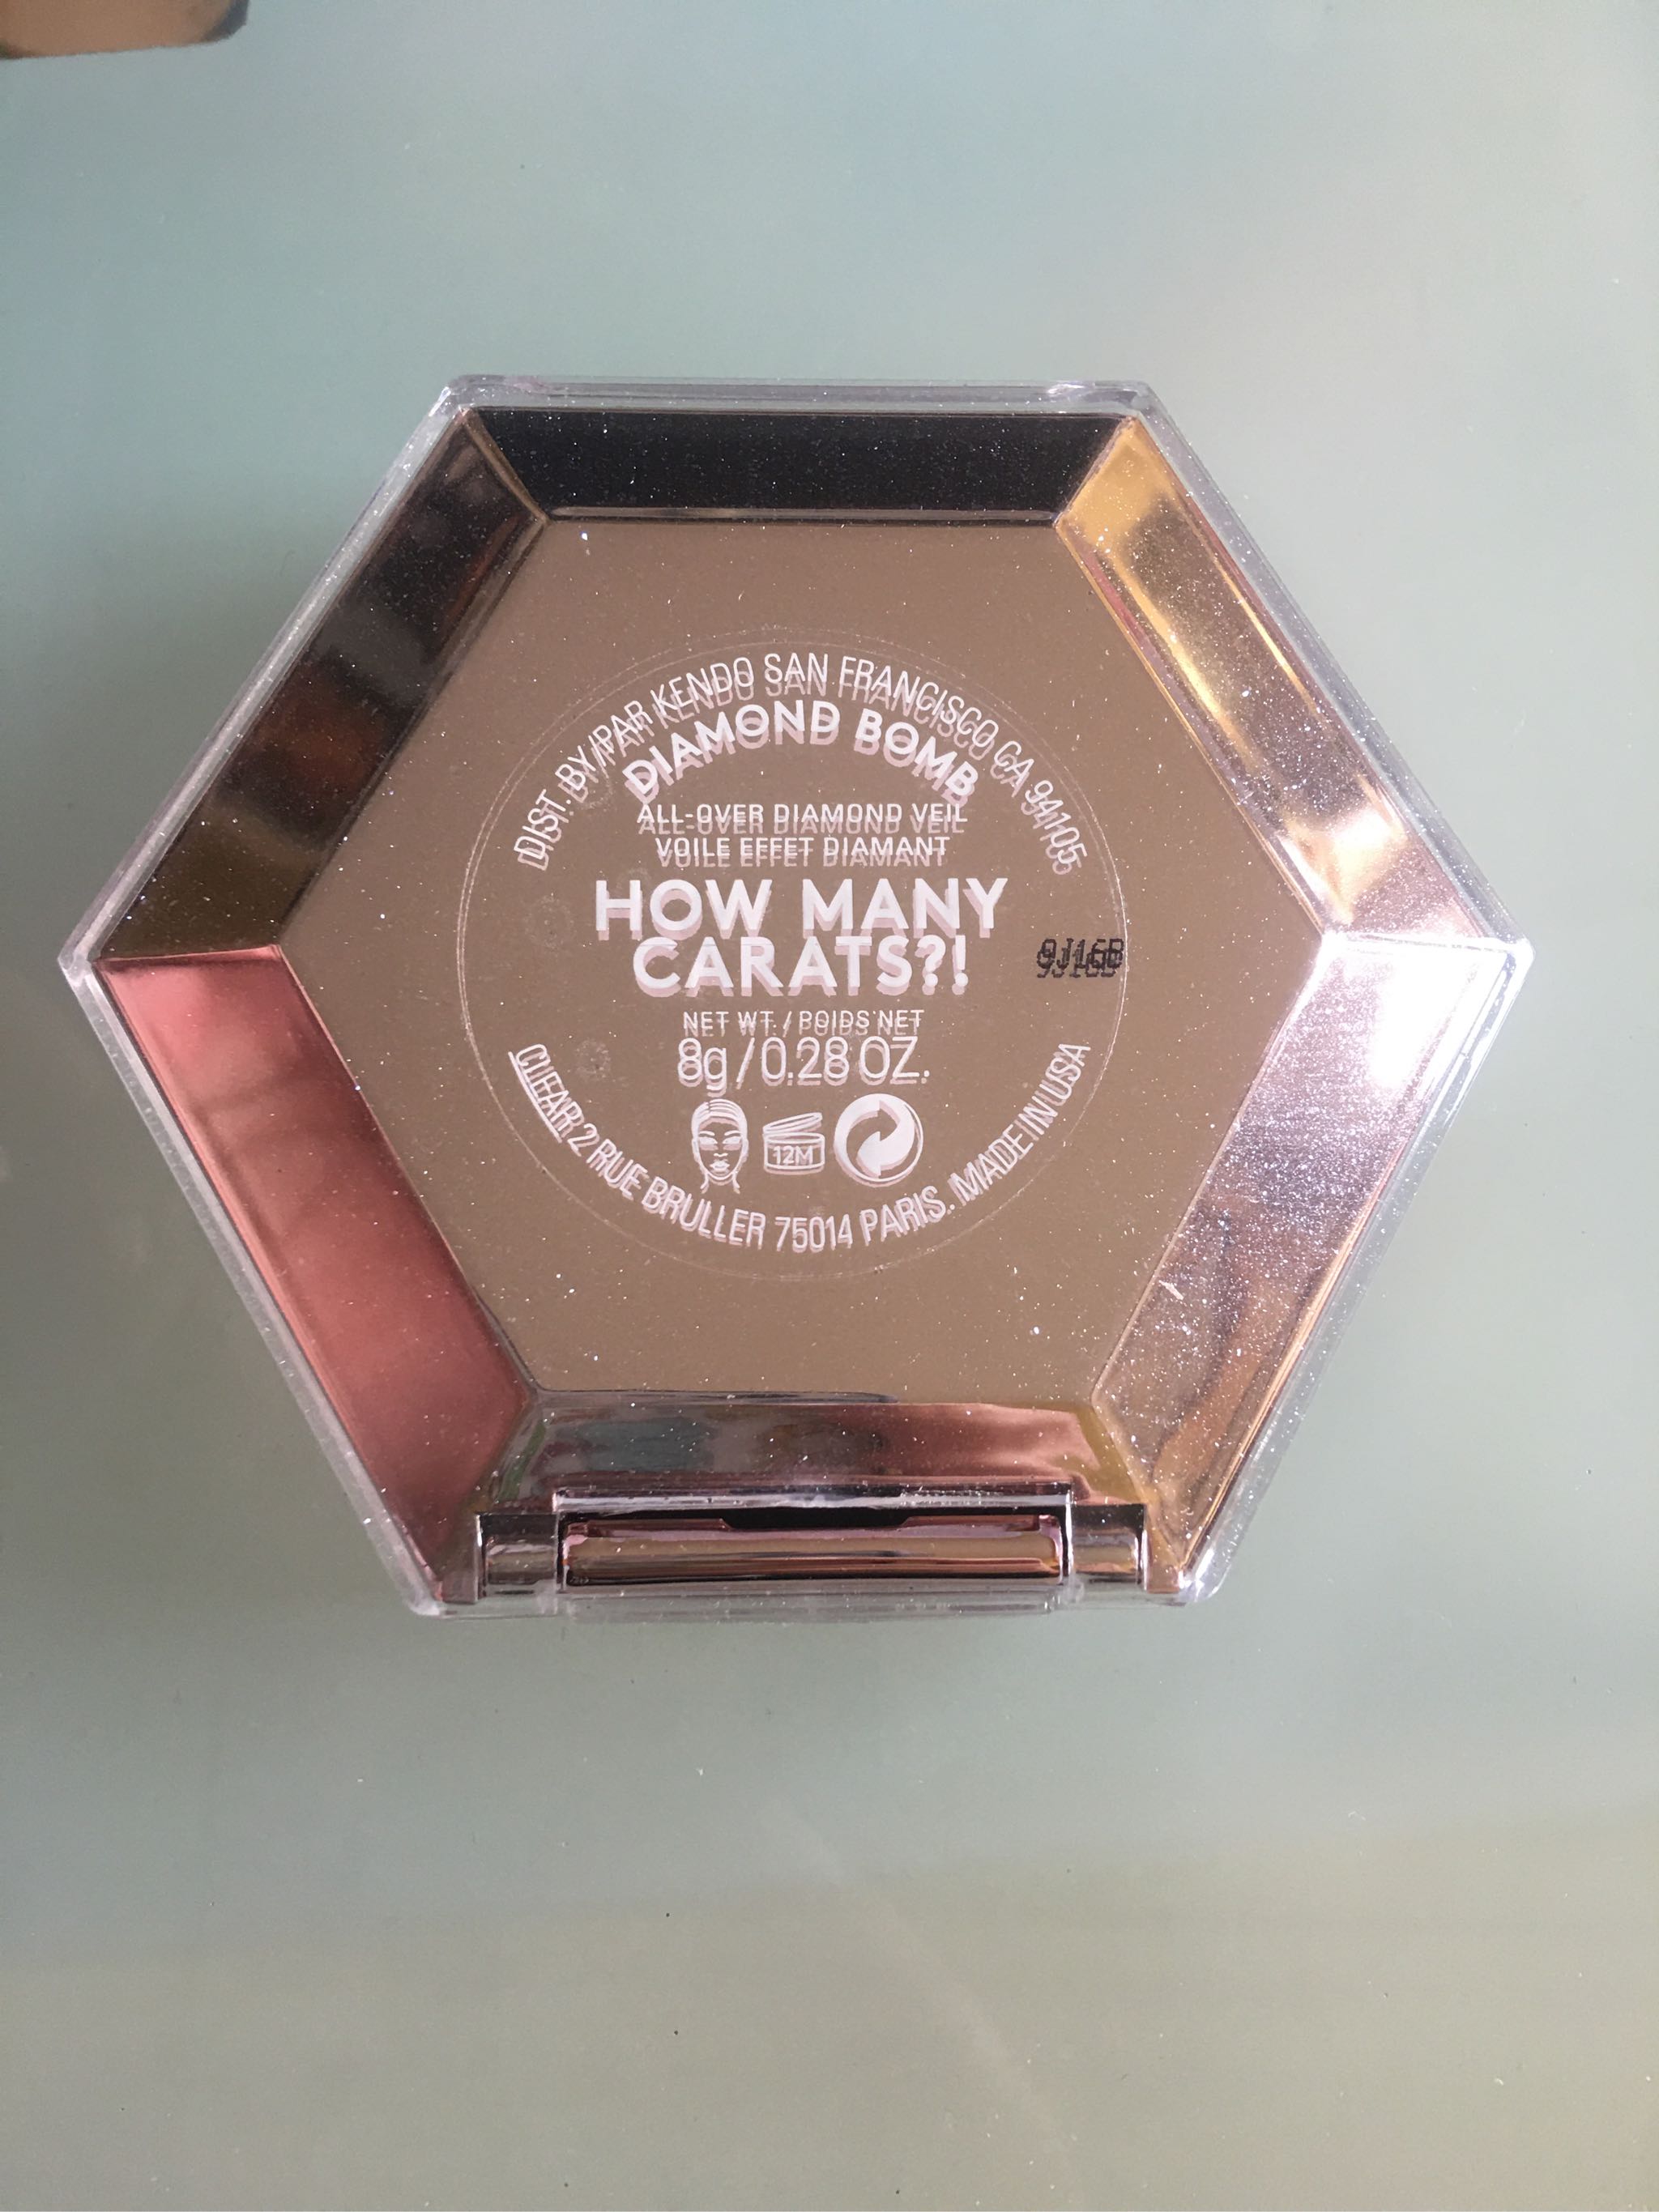 DIST. BY/PAR KENDO SAN FRANCISCO CA 94105
DIAMOND BOMB
ALL-OVER DIAMOND VEIL
VOILE EFFET DIAMANT
HOW MANY
CARATS?!
9J16B
NET WT. / POIDS NET
8g/0.28 OZ.
12M
CLIFAR 2 RUE BRULLER 75014 PARIS. MADE IN USA